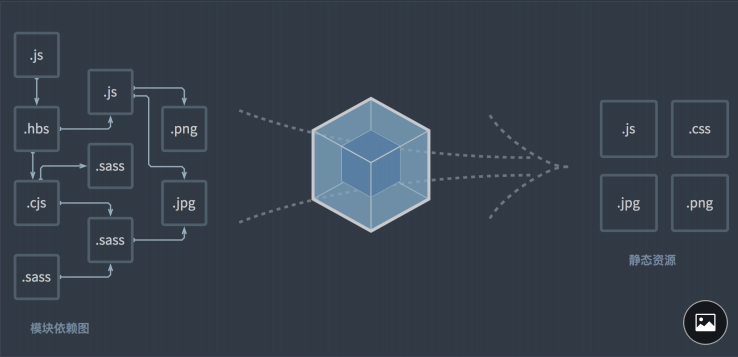 .js
.js
.hbs
.png
.sass
.cjs
.jpg
.sass
.sass
模块依赖图
.js
.css
.jpg
.png
静态资源